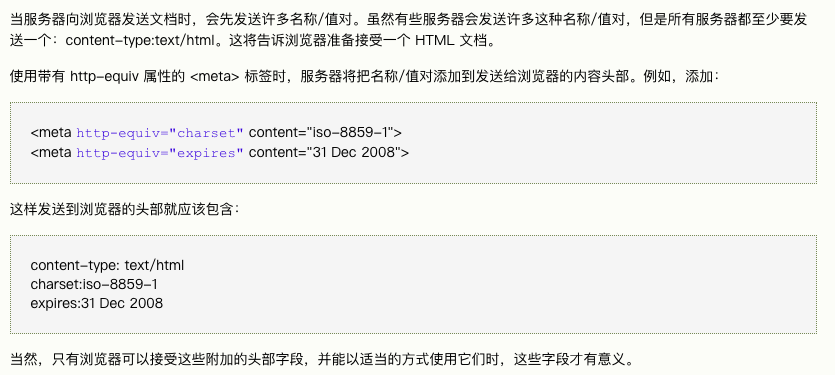 当服务器向浏览器发送文档时，会先发送许多名称/值对。虽然有些服务器会发送许多这种名称/值对，但是所有服务器都至少要发
送一个：content-type:text/html。这将告诉浏览器准备接受一个 HTML 文档。
使用带有 http-equiv 属性的 <meta> 标签时，服务器将把名称/值对添加到发送给浏览器的内容头部。例如，添加：
<meta http-equiv="charset" content="iso-8859-1">
<meta http-equiv="expires" content="31 Dec 2008">
这样发送到浏览器的头部就应该包含：
content-type: text/html
charset:iso-8859-1
expires:31 Dec 2008
当然，只有浏览器可以接受这些附加的头部字段，并能以适当的方式使用它们时，这些字段才有意义。